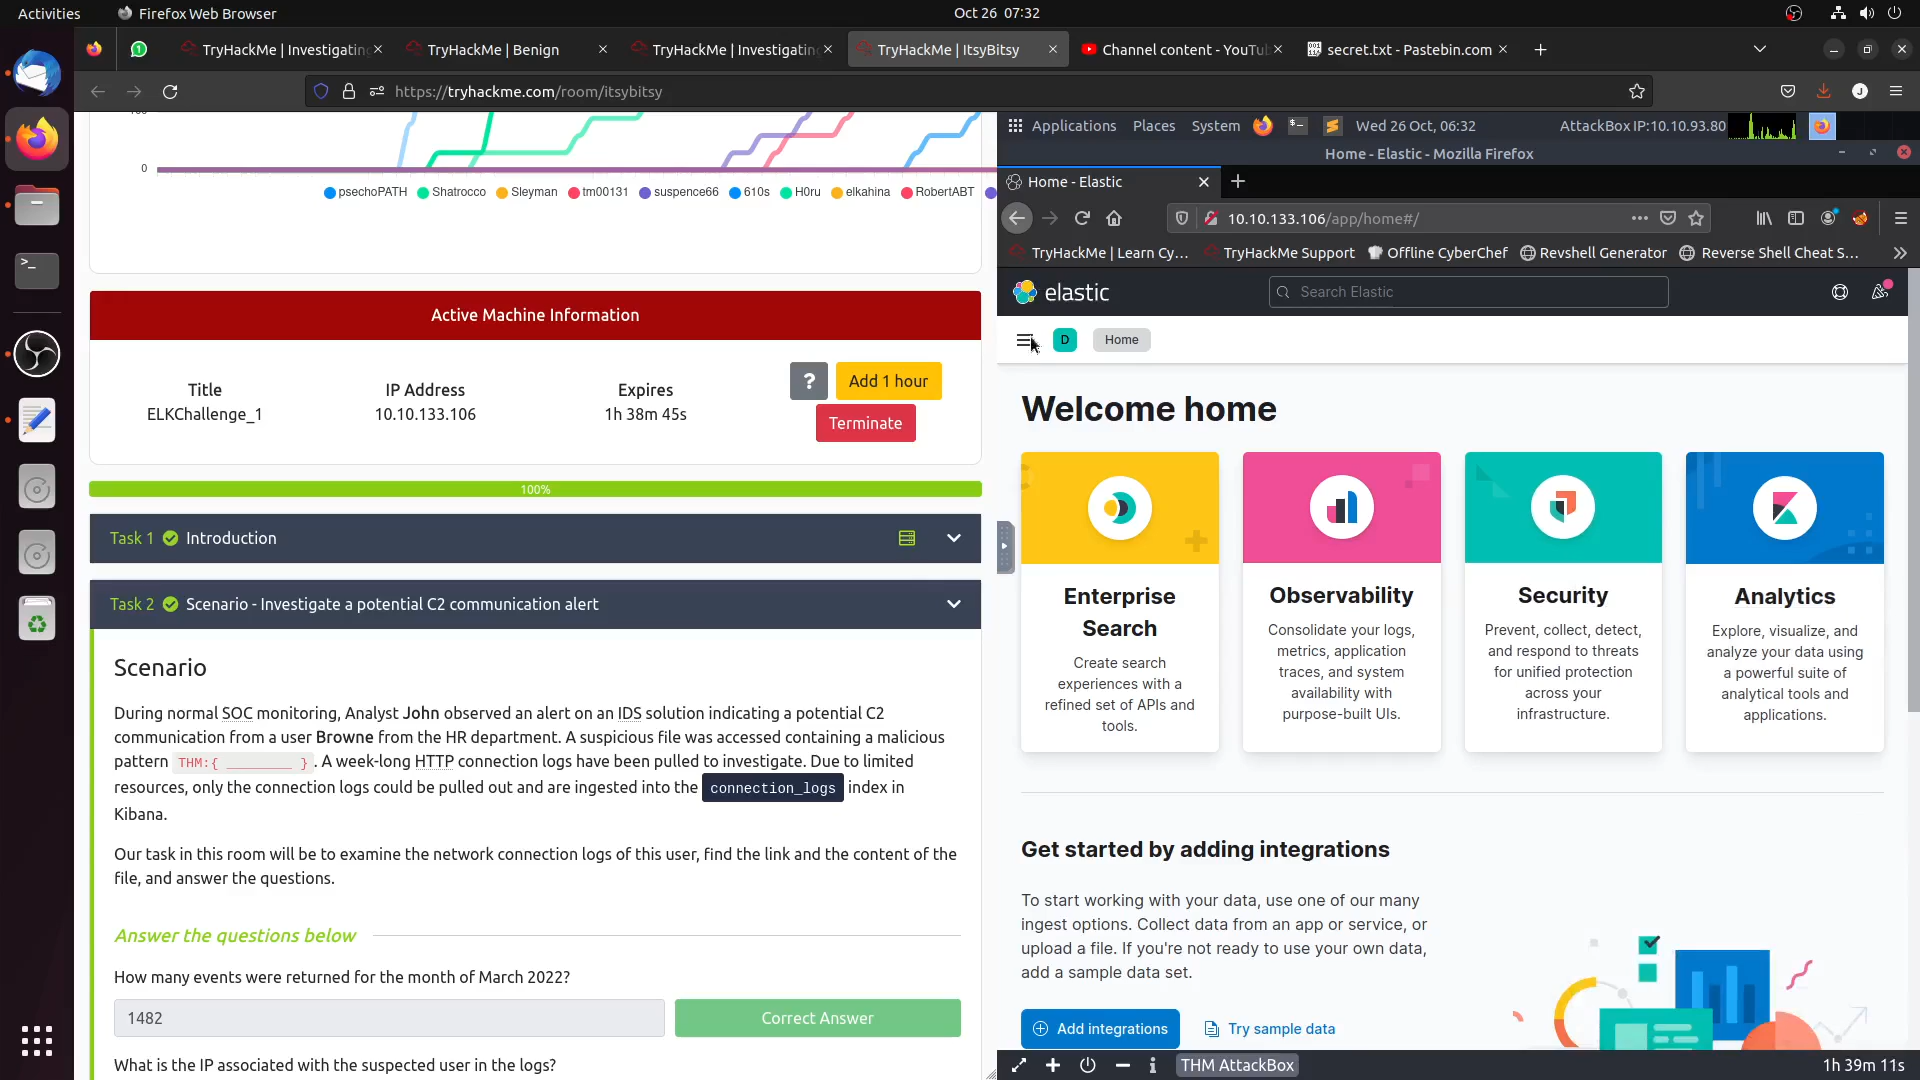 Activities
Firefox Web Browser
Oct 26 07:32
1
TryHackMe | Investigating
TryHackMe | Benign
TryHackMe | Investigating
TryHackMe | ItsyBitsy
Channel content - YouTub
secret.txt - Pastebin.com
https://tryhackme.com/room/itsybitsy
0
psechoPATH
Shatrocco
Sleyman
tm00131
suspence66
610s
H0ru
elkahina
RobertABT
Active Machine Information
Title
IP Address
Expires
ELKChallenge_1
10.10.133.106
1h 38m 45s
?
Add 1 hour
Terminate
100%
Task 1 Introduction
Task 2 Scenario - Investigate a potential C2 communication alert
Scenario
During normal SOC monitoring, Analyst John observed an alert on an IDS solution indicating a potential C2
communication from a user Browne from the HR department. A suspicious file was accessed containing a malicious
pattern THM:{ ________ } . A week-long HTTP connection logs have been pulled to investigate. Due to limited
resources, only the connection logs could be pulled out and are ingested into the connection_logs index in
Kibana.
Our task in this room will be to examine the network connection logs of this user, find the link and the content of the
file, and answer the questions.
Answer the questions below
How many events were returned for the month of March 2022?
1482
Correct Answer
What is the IP associated with the suspected user in the logs?
Applications
Places
System
Wed 26 Oct, 06:32
AttackBox IP:10.10.93.80
Home - Elastic - Mozilla Firefox
Home - Elastic
10.10.133.106/app/home#/
TryHackMe | Learn Cy...
TryHackMe Support
Offline CyberChef
Revshell Generator
Reverse Shell Cheat S...
elastic
Search Elastic
D
Home
Welcome home
Enterprise
Search
Create search
experiences with a
refined set of APIs and
tools.
Observability
Consolidate your logs,
metrics, application
traces, and system
availability with
purpose-built UIs.
Security
Prevent, collect, detect,
and respond to threats
for unified protection
across your
infrastructure.
Analytics
Explore, visualize, and
analyze your data using
a powerful suite of
analytical tools and
applications.
Get started by adding integrations
To start working with your data, use one of our many
ingest options. Collect data from an app or service, or
upload a file. If you're not ready to use your own data,
add a sample data set.
Add integrations
Try sample data
THM AttackBox
1h 39m 11s